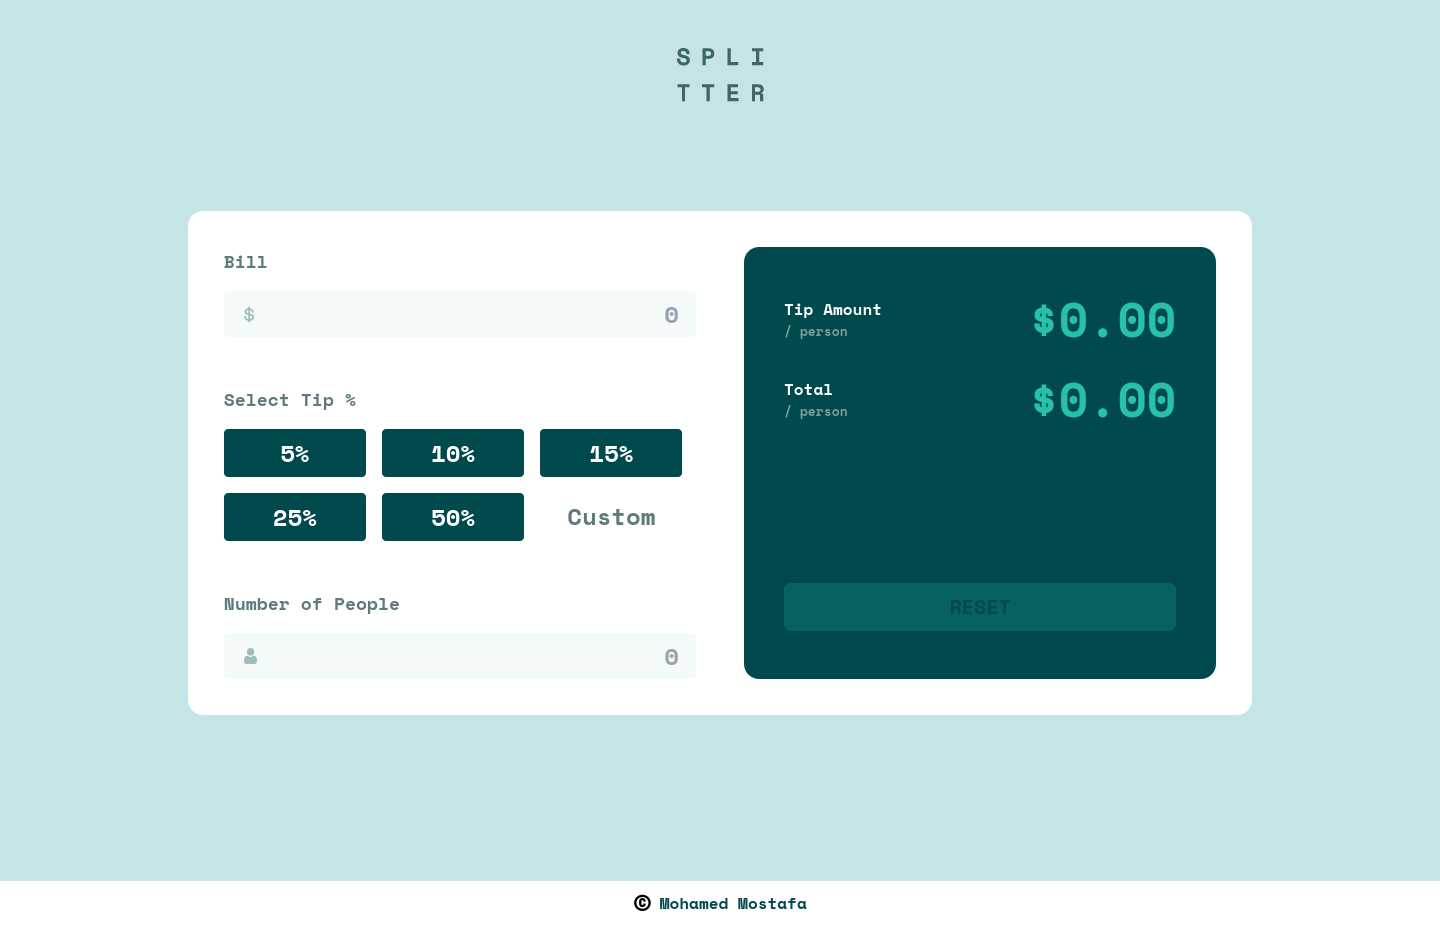 SPLI
TTER
Bill
$ 0
Select Tip %
5% 10% 15%
25% 50% Custom
Number of People
0
Tip Amount
/ person
$0.00
Total
/ person
$0.00
RESET
© Mohamed Mostafa